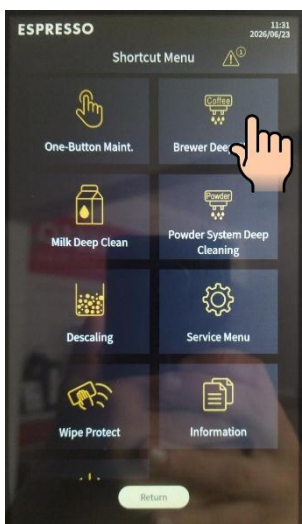 ESPRESSO
11:31
2026/06/23
Shortcut Menu
1
One-Button Maint.
Coffee
Brewer Dee
Milk Deep Clean
Powder
Powder System Deep
Cleaning
Descaling
Service Menu
Wipe Protect
Information
Return